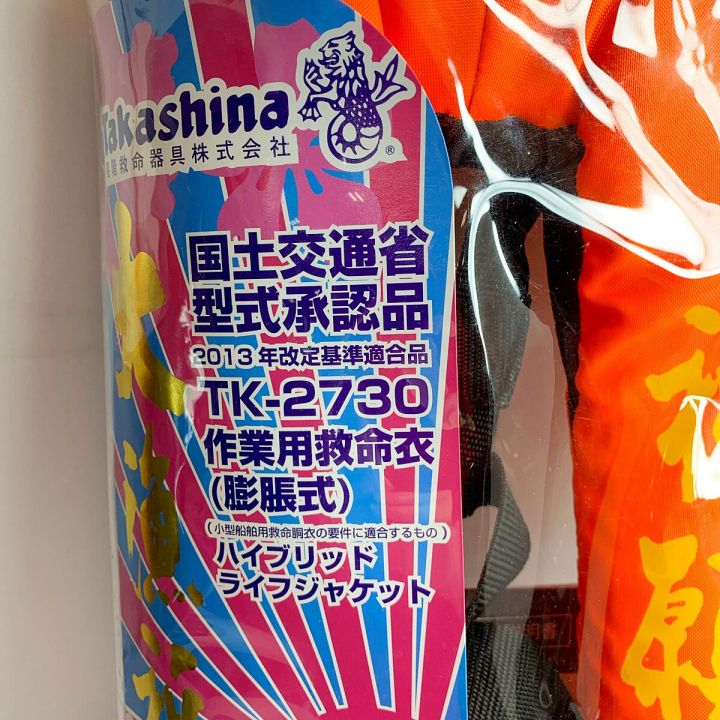 Takashina
高階救命器具株式会社
®
国土交通省
型式承認品
2013年改定基準適合品
TK-2730
作業用救命衣
(膨脹式)
(小型船舶用救命胴衣の要件に適合するもの)
ハイブリッド
ライフジャケット
大漁祈